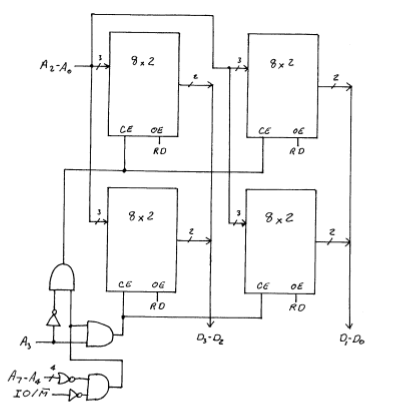 A₂-A₀
3
8x2
2
CE
OE
RD
3
8x2
2
CE
OE
RD
3
8x2
2
CE
OE
RD
3
8x2
2
CE
OE
RD
A₃
D₃-D₂
D₁-D₀
A₇-A₄
4
IO/M̅